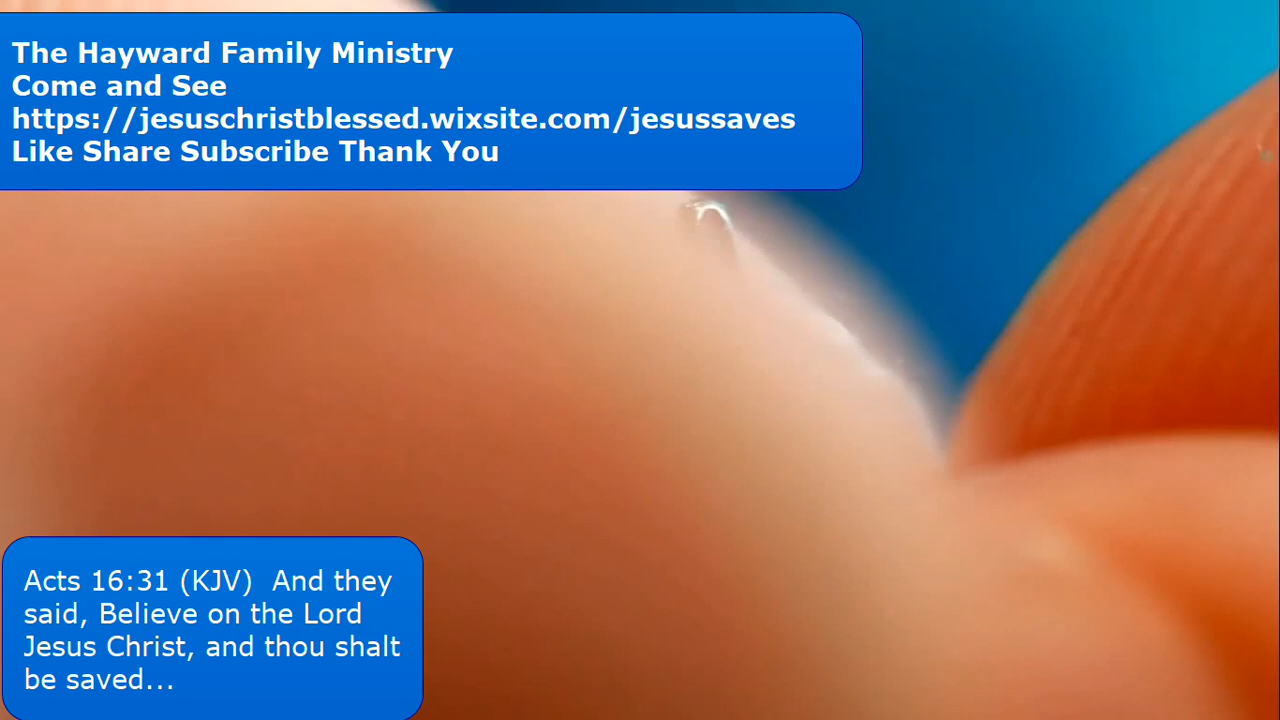 The Hayward Family Ministry
Come and See
https://jesuschristblessed.wixsite.com/jesussaves
Like Share Subscribe Thank You
Acts 16:31 (KJV)  And they
said, Believe on the Lord
Jesus Christ, and thou shalt
be saved...